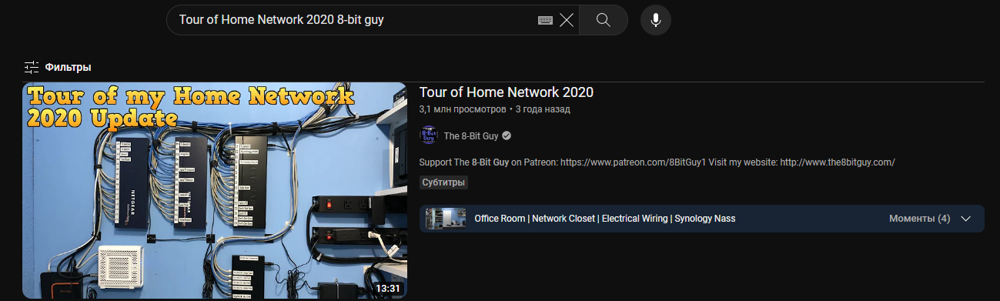 Tour of Home Network 2020 8-bit guy
Фильтры
Tour of my Home Network
2020 Update
NETGEAR
13:31
Tour of Home Network 2020
3,1 млн просмотров • 3 года назад
The 8-Bit Guy
Support The 8-Bit Guy on Patreon: https://www.patreon.com/8BitGuy1 Visit my website: http://www.the8bitguy.com/
Субтитры
Office Room | Network Closet | Electrical Wiring | Synology Nass
Моменты (4)